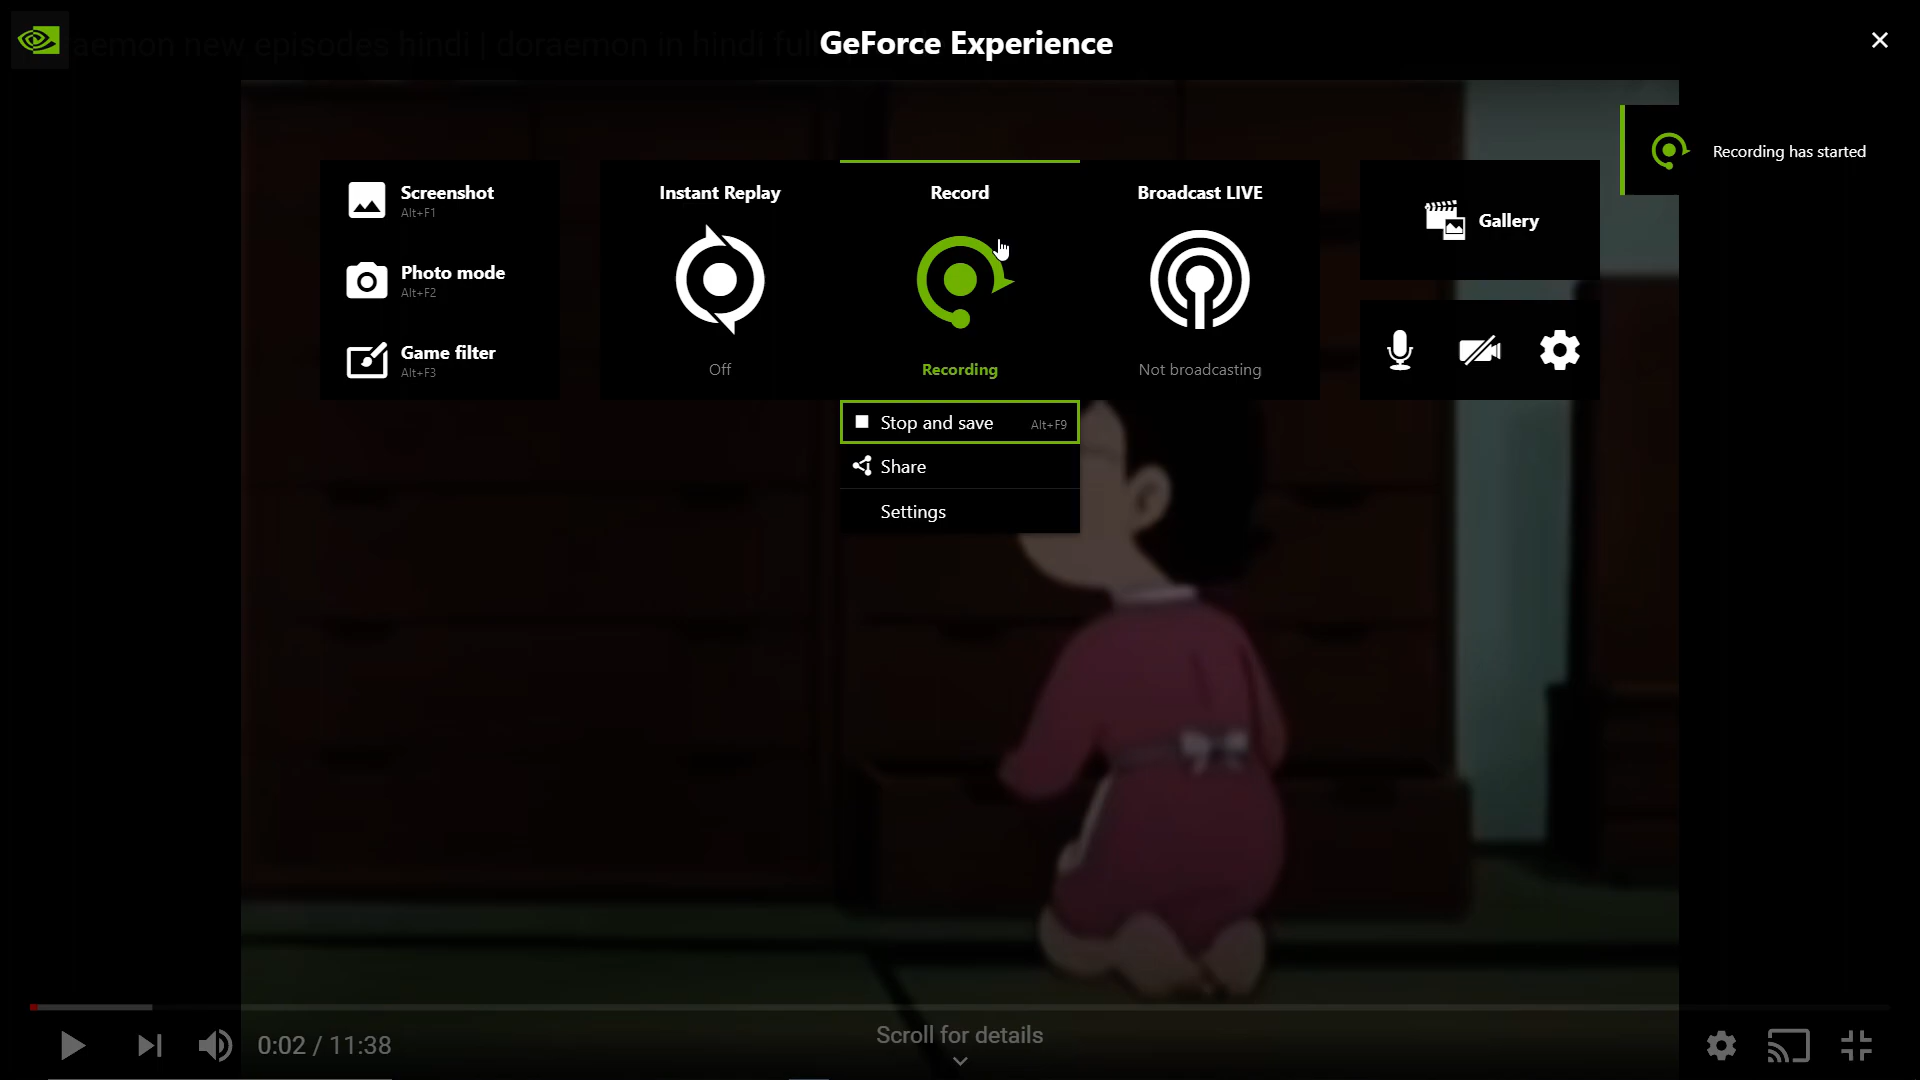 aemon new episodes hindi | doraemon in hindi ful
GeForce Experience
Recording has started
Screenshot
Alt+F1
Photo mode
Alt+F2
Game filter
Alt+F3
Instant Replay
Off
Record
Recording
Broadcast LIVE
Not broadcasting
Gallery
Stop and save Alt+F9
Share
Settings
0:02 / 11:38
Scroll for details